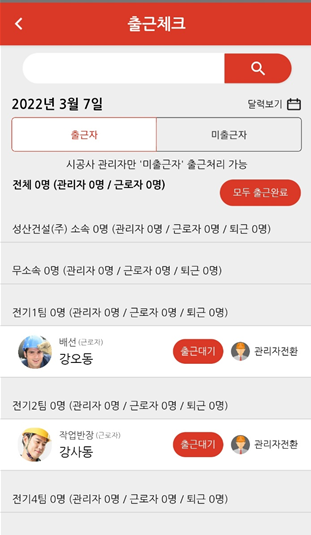 출근체크
2022년 3월 7일
달력보기
출근자
미출근자
시공사 관리자만 '미출근자' 출근처리 가능
전체 0명 (관리자 0명 / 근로자 0명)
모두 출근완료
성산건설(주) 소속 0명 (관리자 0명 / 근로자 0명 / 퇴근 0명)
무소속 0명 (관리자 0명 / 근로자 0명 / 퇴근 0명)
전기1팀 0명 (관리자 0명 / 근로자 0명 / 퇴근 0명)
배선 (근로자)
강오동
출근대기
관리자전환
전기2팀 0명 (관리자 0명 / 근로자 0명 / 퇴근 0명)
작업반장 (근로자)
강사동
출근대기
관리자전환
전기4팀 0명 (관리자 0명 / 근로자 0명 / 퇴근 0명)